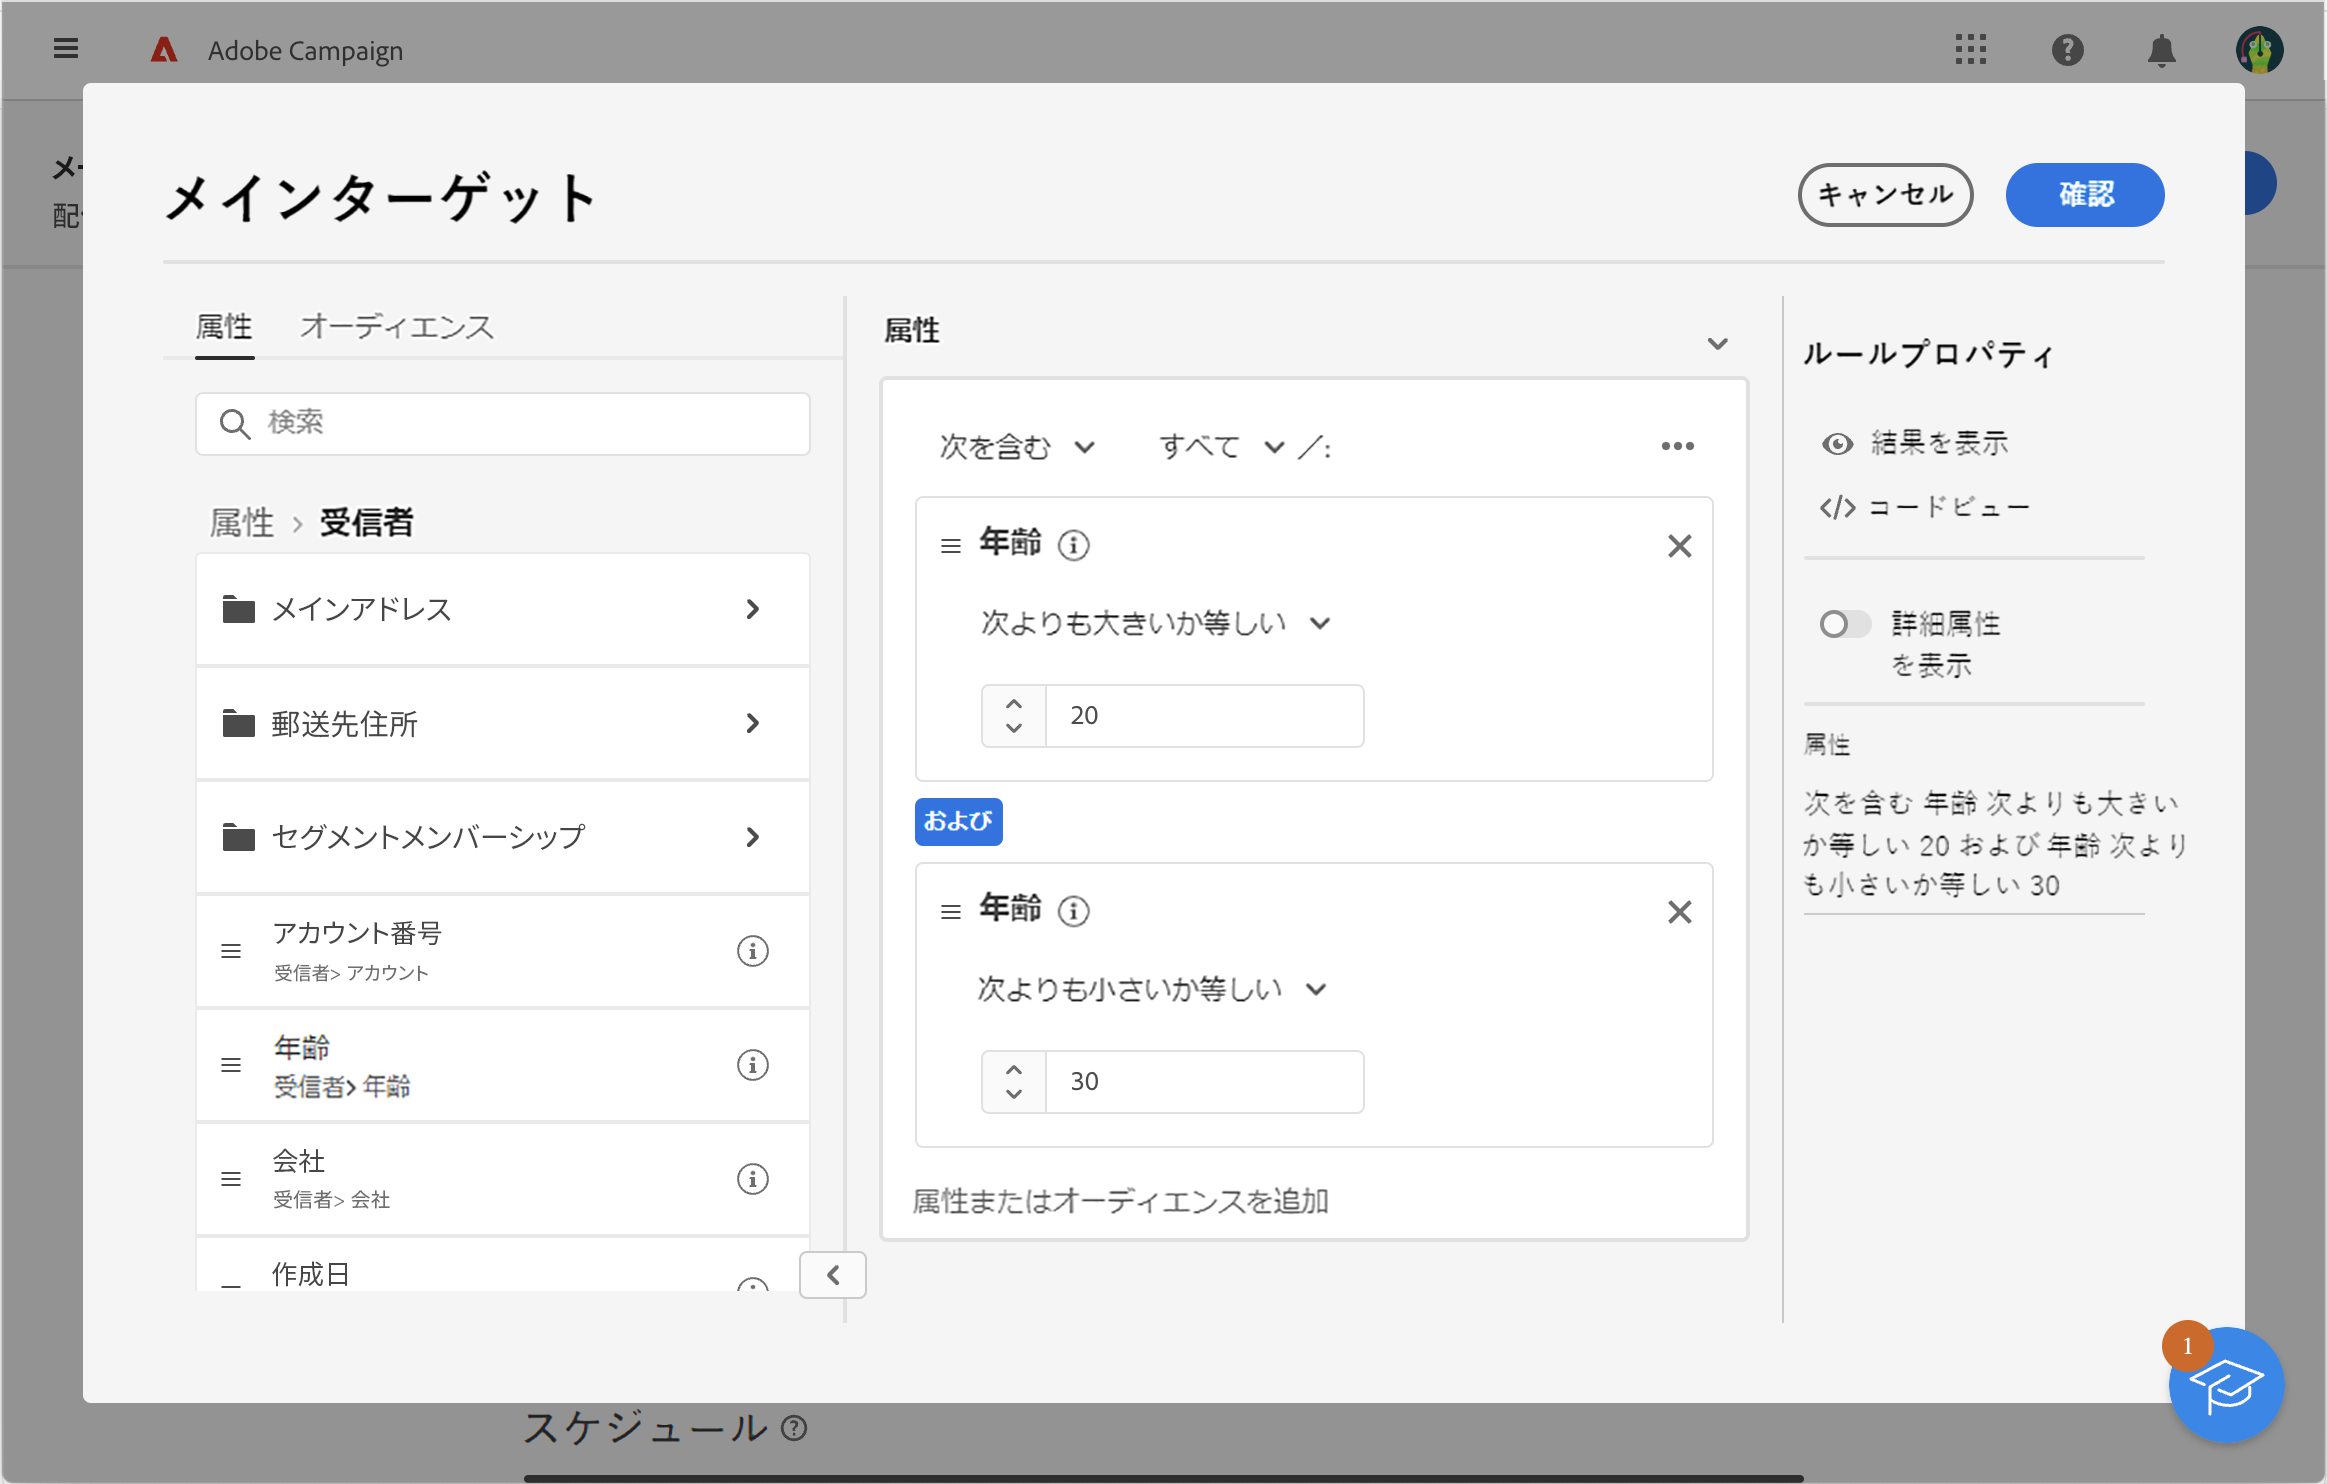 Adobe Campaign
メ
配
メインターゲット
キャンセル
確認
属性
オーディエンス
検索
属性 > 受信者
メインアドレス
郵送先住所
セグメントメンバーシップ
アカウント番号
受信者> アカウント
年齢
受信者> 年齢
会社
受信者> 会社
作成日
属性
次を含む
すべて
／:
年齢
次よりも大きいか等しい
20
および
年齢
次よりも小さいか等しい
30
属性またはオーディエンスを追加
ルールプロパティ
結果を表示
コードビュー
詳細属性
を表示
属性
次を含む 年齢 次よりも大きい
か等しい 20 および 年齢 次より
も小さいか等しい 30
1
スケジュール